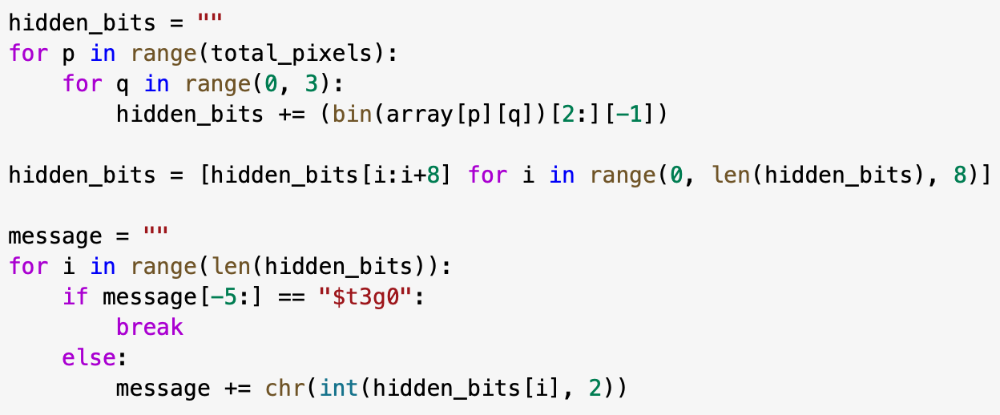 hidden_bits = ""
for p in range(total_pixels):
    for q in range(0, 3):
        hidden_bits += (bin(array[p][q])[2:][-1])

hidden_bits = [hidden_bits[i:i+8] for i in range(0, len(hidden_bits), 8)]

message = ""
for i in range(len(hidden_bits)):
    if message[-5:] == "$t3g0":
        break
    else:
        message += chr(int(hidden_bits[i], 2))